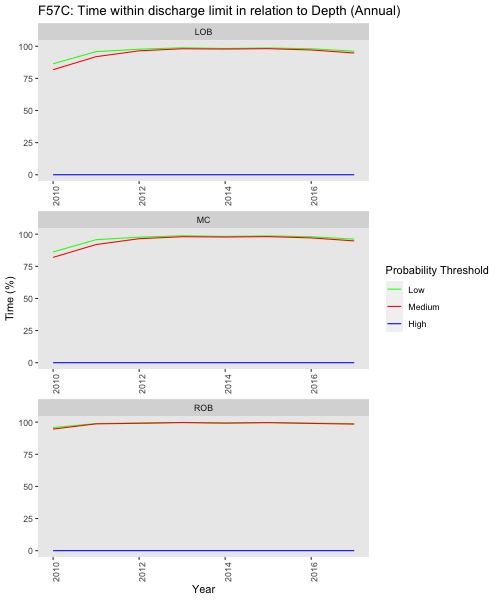 F57C: Time within discharge limit in relation to Depth (Annual)
LOB
100
75
50
25
0
2010
2012
2014
2016
MC
100
75
50
25
0
2010
2012
2014
2016
ROB
100
75
50
25
0
2010
2012
2014
2016
Time (%)
Year
Probability Threshold
Low
Medium
High